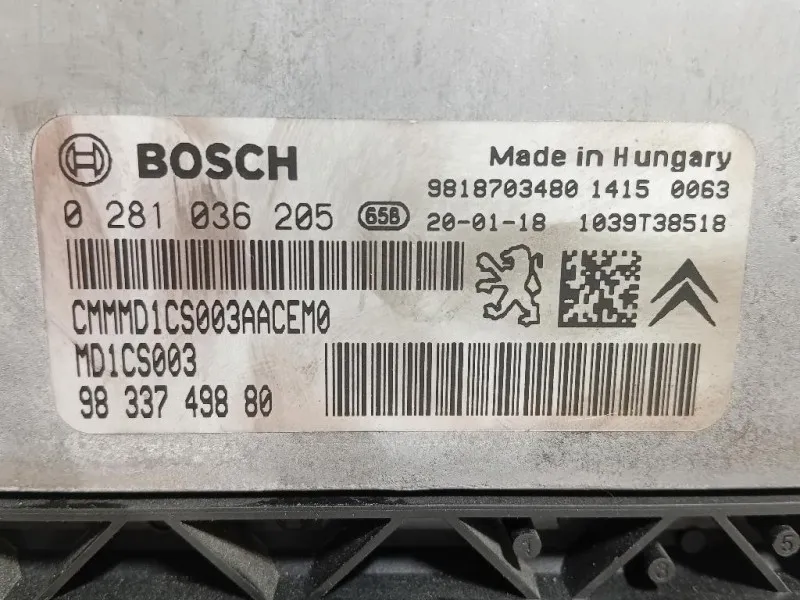 BOSCH
Made in Hungary
9818703480 1415 0063
0 281 036 205 656 20-01-18 1039T38518
CMMMD1CS003AACEM0
MD1CS003
98 337 498 80